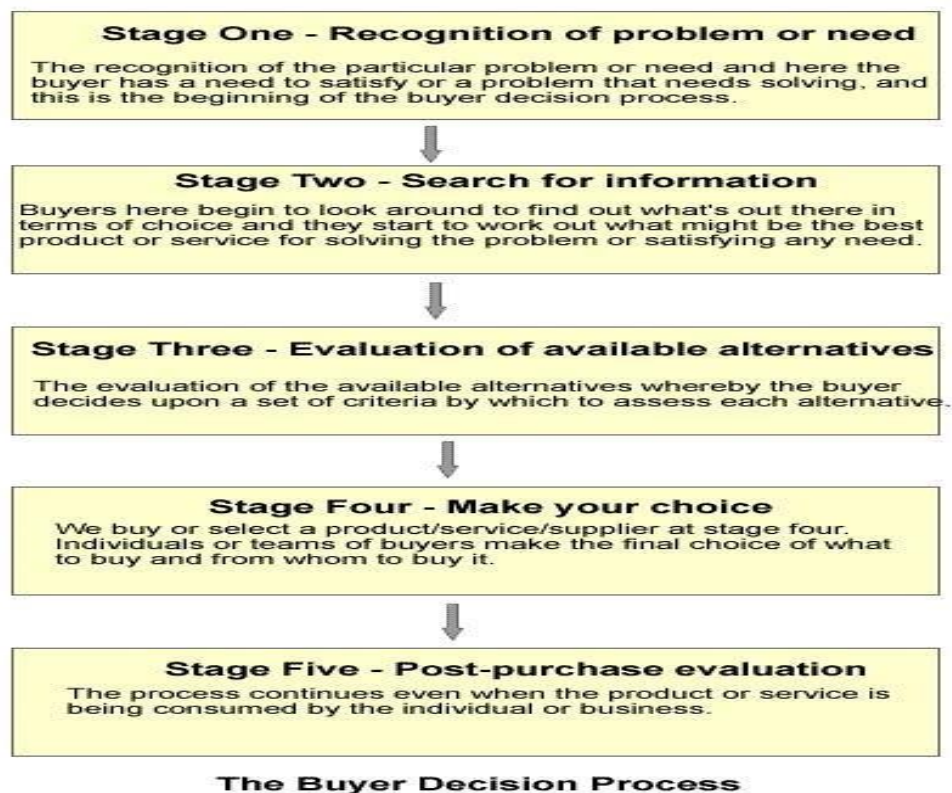 Stage One - Recognition of problem or need
The recognition of the particular problem or need and here the
buyer has a need to satisfy or a problem that needs solving, and
this is the beginning of the buyer decision process.
Stage Two - Search for information
Buyers here begin to look around to find out what's out there in
terms of choice and they start to work out what might be the best
product or service for solving the problem or satisfying any need.
Stage Three - Evaluation of available alternatives
The evaluation of the available alternatives whereby the buyer
decides upon a set of criteria by which to assess each alternative.
Stage Four - Make your choice
We buy or select a product/service/supplier at stage four.
Individuals or teams of buyers make the final choice of what
to buy and from whom to buy it.
Stage Five - Post-purchase evaluation
The process continues even when the product or service is
being consumed by the individual or business.
The Buyer Decision Process